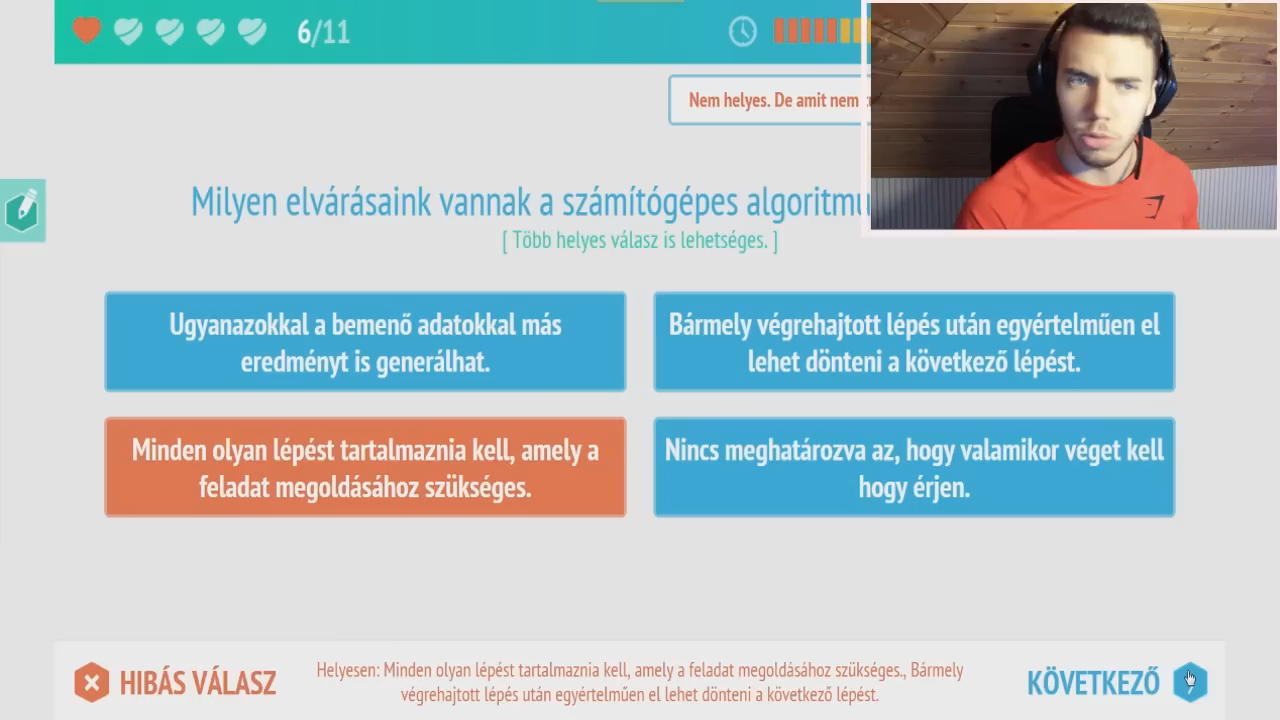 6/11
Nem helyes. De amit nem
Milyen elvárásaink vannak a számítógépes
[ Több helyes válasz is lehetséges. ]
Ugyanazokkal a bemenő adatokkal más
eredményt is generálhat.
Bármely végrehajtott lépés után egyértelműen el
lehet dönteni a következő lépést.
Minden olyan lépést tartalmaznia kell, amely a
feladat megoldásához szükséges.
Nincs meghatározva az, hogy valamikor véget kell
hogy érjen.
HIBÁS VÁLASZ
Helyesen: Minden olyan lépést tartalmaznia kell, amely a feladat megoldásához szükséges., Bármely
végrehajtott lépés után egyértelműen el lehet dönteni a következő lépést.
KÖVETKEZŐ